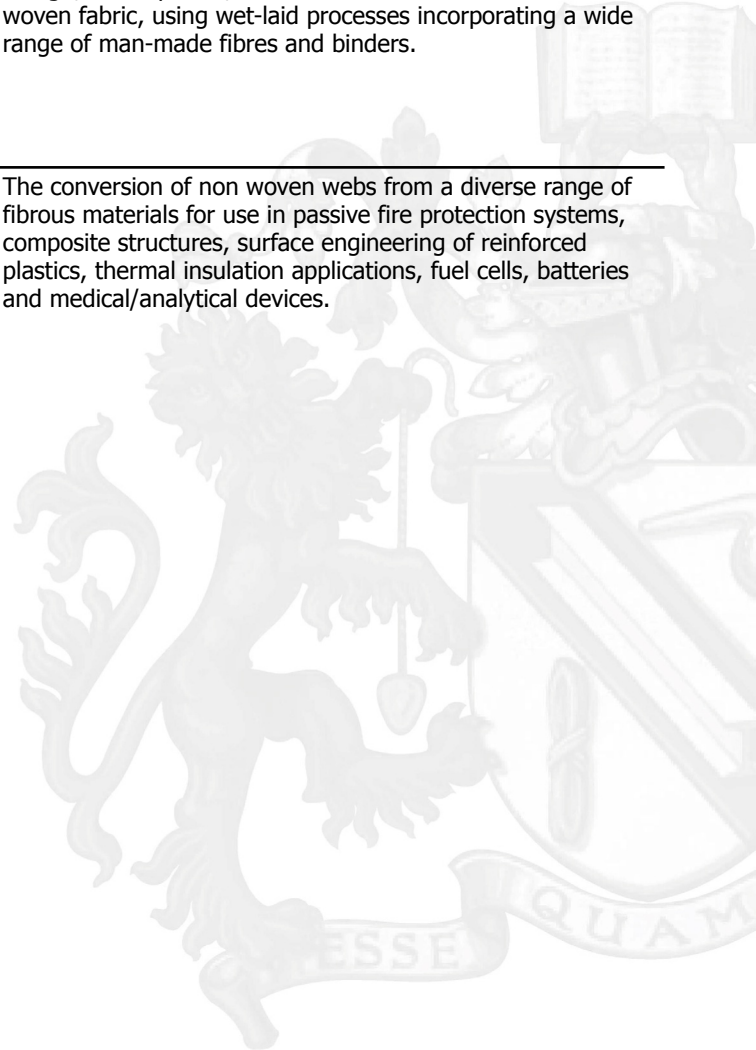 woven fabric, using wet-laid processes incorporating a wide
range of man-made fibres and binders.
The conversion of non woven webs from a diverse range of
fibrous materials for use in passive fire protection systems,
composite structures, surface engineering of reinforced
plastics, thermal insulation applications, fuel cells, batteries
and medical/analytical devices.
ESSE
QUAM